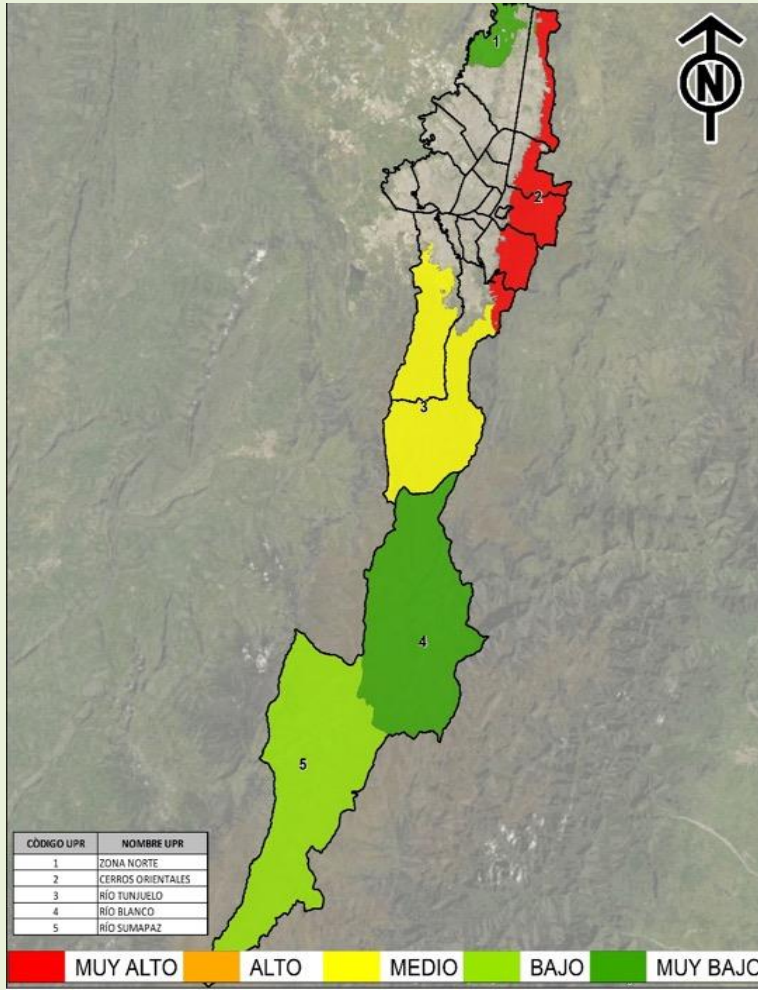 N
1
2
3
4
5
CÒDIGO UPR NOMBRE UPR
1 ZONA NORTE
2 CERROS ORIENTALES
3 RÍO TUNJUELO
4 RÍO BLANCO
5 RÍO SUMAPAZ
MUY ALTO ALTO MEDIO BAJO MUY BAJO